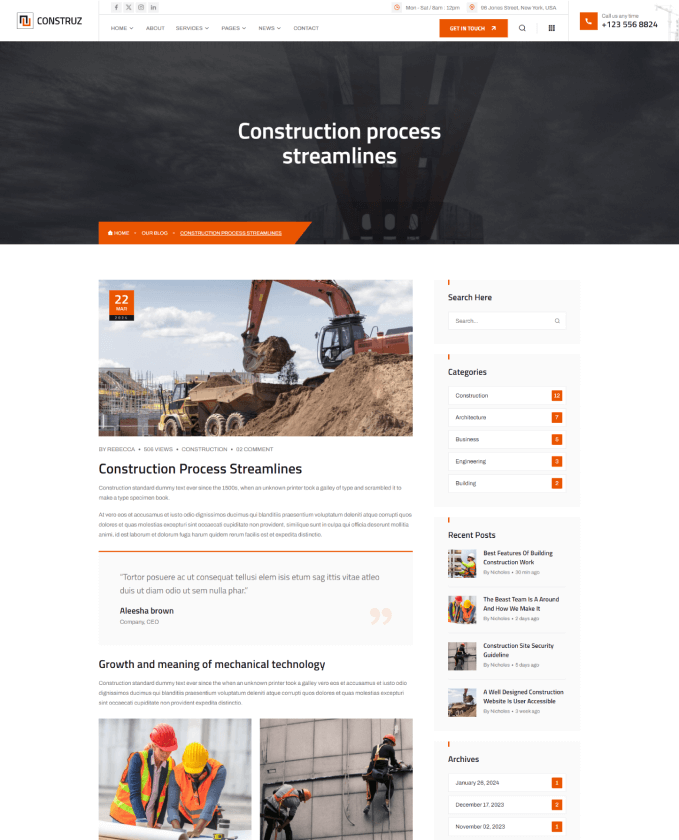 CONSTRUZ
Mon - Sat / 8am : 12pm
06 Jones Street, New York, USA
HOME
ABOUT
SERVICES
PAGES
NEWS
CONTACT
GET IN TOUCH
Call us any time
+123 556 8824
Construction process
streamlines
HOME
OUR BLOG
CONSTRUCTION PROCESS STREAMLINES
22
MAR
BY REBECCA • 506 VIEWS • CONSTRUCTION • 02 COMMENT
Construction Process Streamlines
Construction standard dummy text ever since the 1500s, when an unknown printer took a galley of type and scrambled it to
make a type specimen book.
At vero eos et accusamus et iusto odio dignissimos ducimus qui blanditiis praesentium voluptatum deleniti atque corrupti quos
dolores et quas molestias excepturi sint occaecati cupiditate non provident, similique sunt in culpa qui officia deserunt mollitia
animi, id est laborum et dolorum fuga harum quidem rerum facilis est et expedita distinctio.
"Tortor posuere ac ut consequat tellusi elem isis etum sag ittis vitae atleo
duis ut diam odio ut sem nulla phar."
Aleesha brown
Company, CEO
Growth and meaning of mechanical technology
Construction standard dummy text ever since the when an unknown printer took a galley vero eos et accusamus et iusto odio
dignissimos ducimus qui blanditiis praesentium voluptatum deleniti atque corrupti quos dolores et quas molestias excepturi
sint occaecati cupiditate non provident expedita distinctio.
Search Here
Search...
Categories
Construction 12
Architecture 7
Business
Engineering 3
Building 2
Recent Posts
Best Features Of Building
Construction Work
By Nicholes • 30 min ago
The Beast Team Is A Around
And How We Make It
By Nicholes • 2 days ago
Construction Site Security
Guideline
By Nicholes • 5 days ago
A Well Designed Construction
Website Is User Accessible
By Nicholes • 3 week ago
Archives
January 28, 2024 1
December 17, 2023
November 02, 2023 1